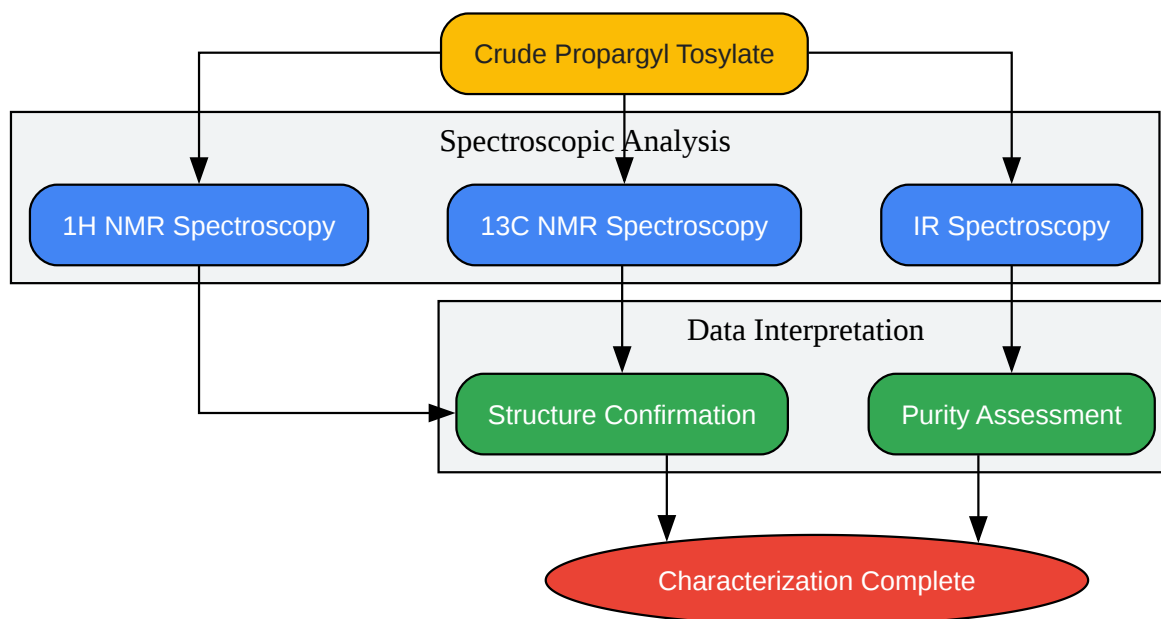 Crude Propargyl Tosylate
Spectroscopic Analysis
1H NMR Spectroscopy
13C NMR Spectroscopy
IR Spectroscopy
Data Interpretation
Structure Confirmation
Purity Assessment
Characterization Complete